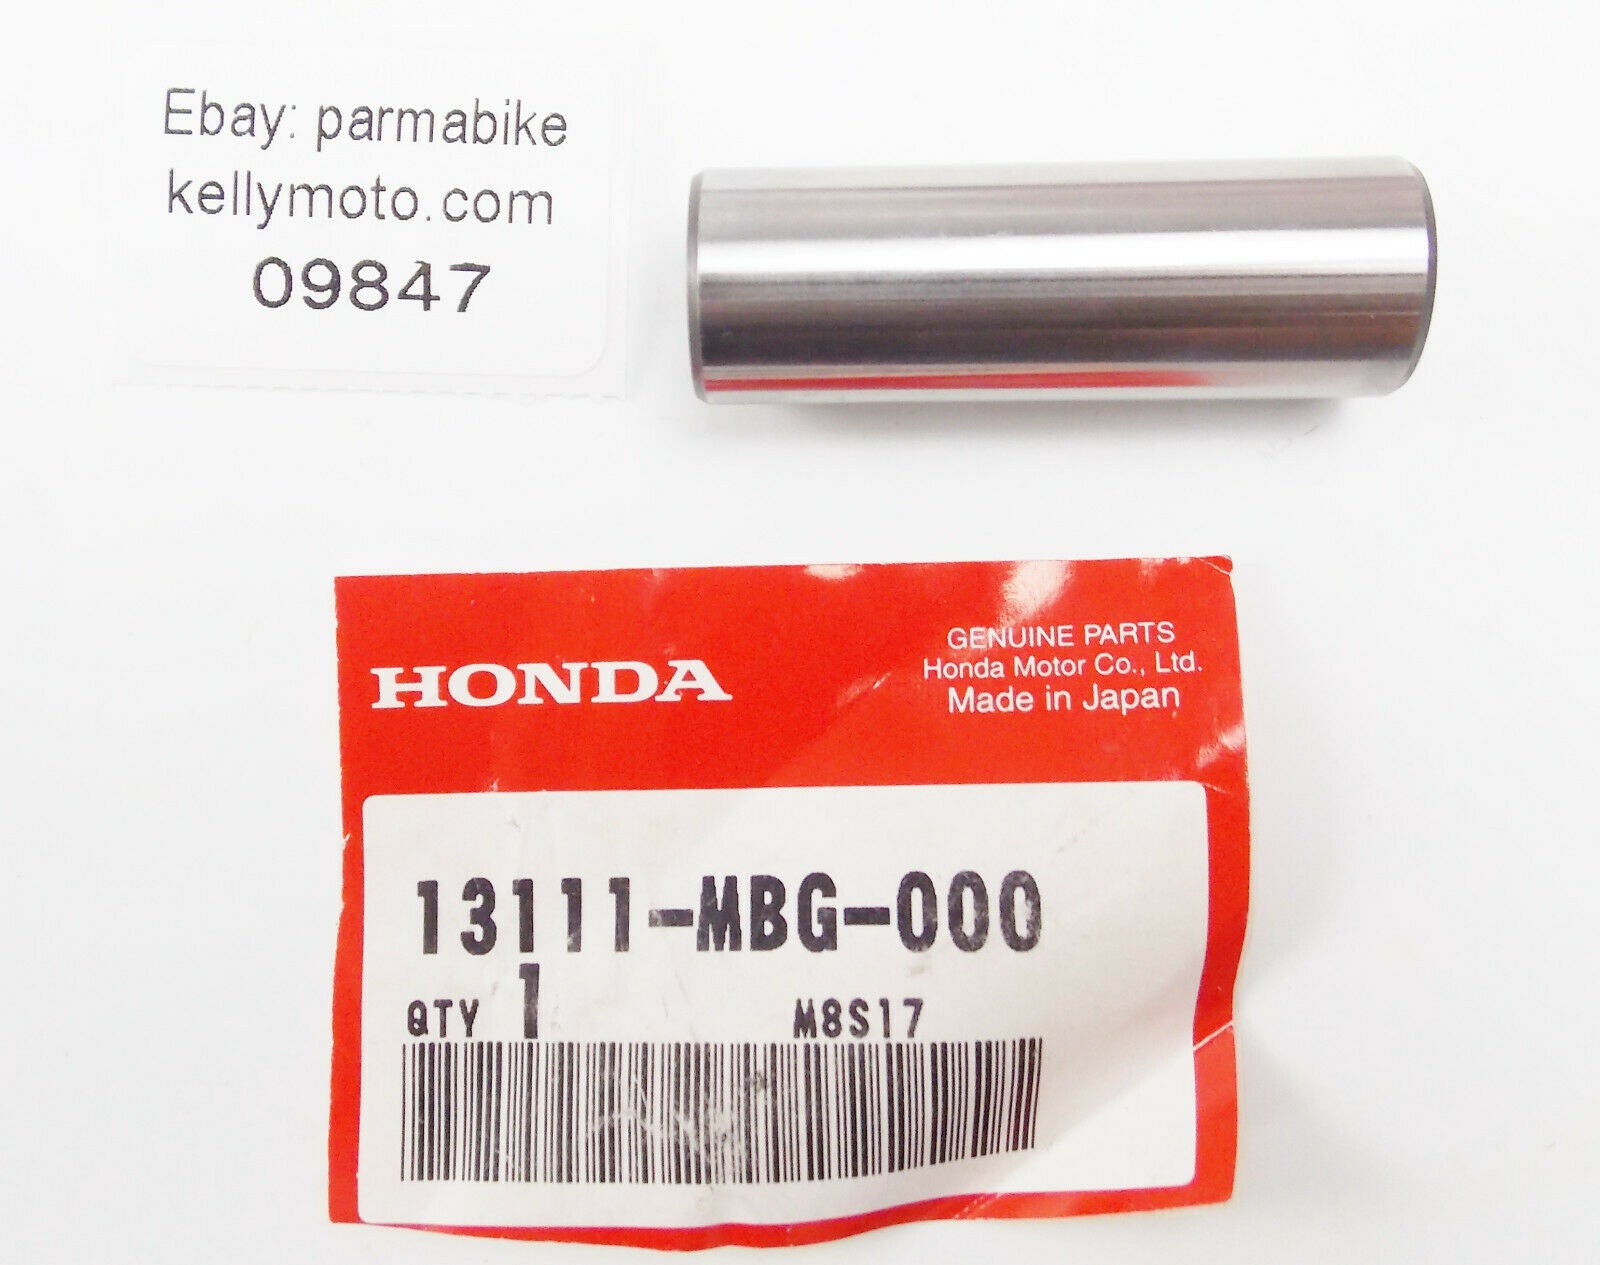 Ebay: parmabike
kellymoto.com
09847
HONDA
GENUINE PARTS
Honda Motor Co., Ltd.
Made in Japan
13111-MBG-000
QTY 1 M8S17